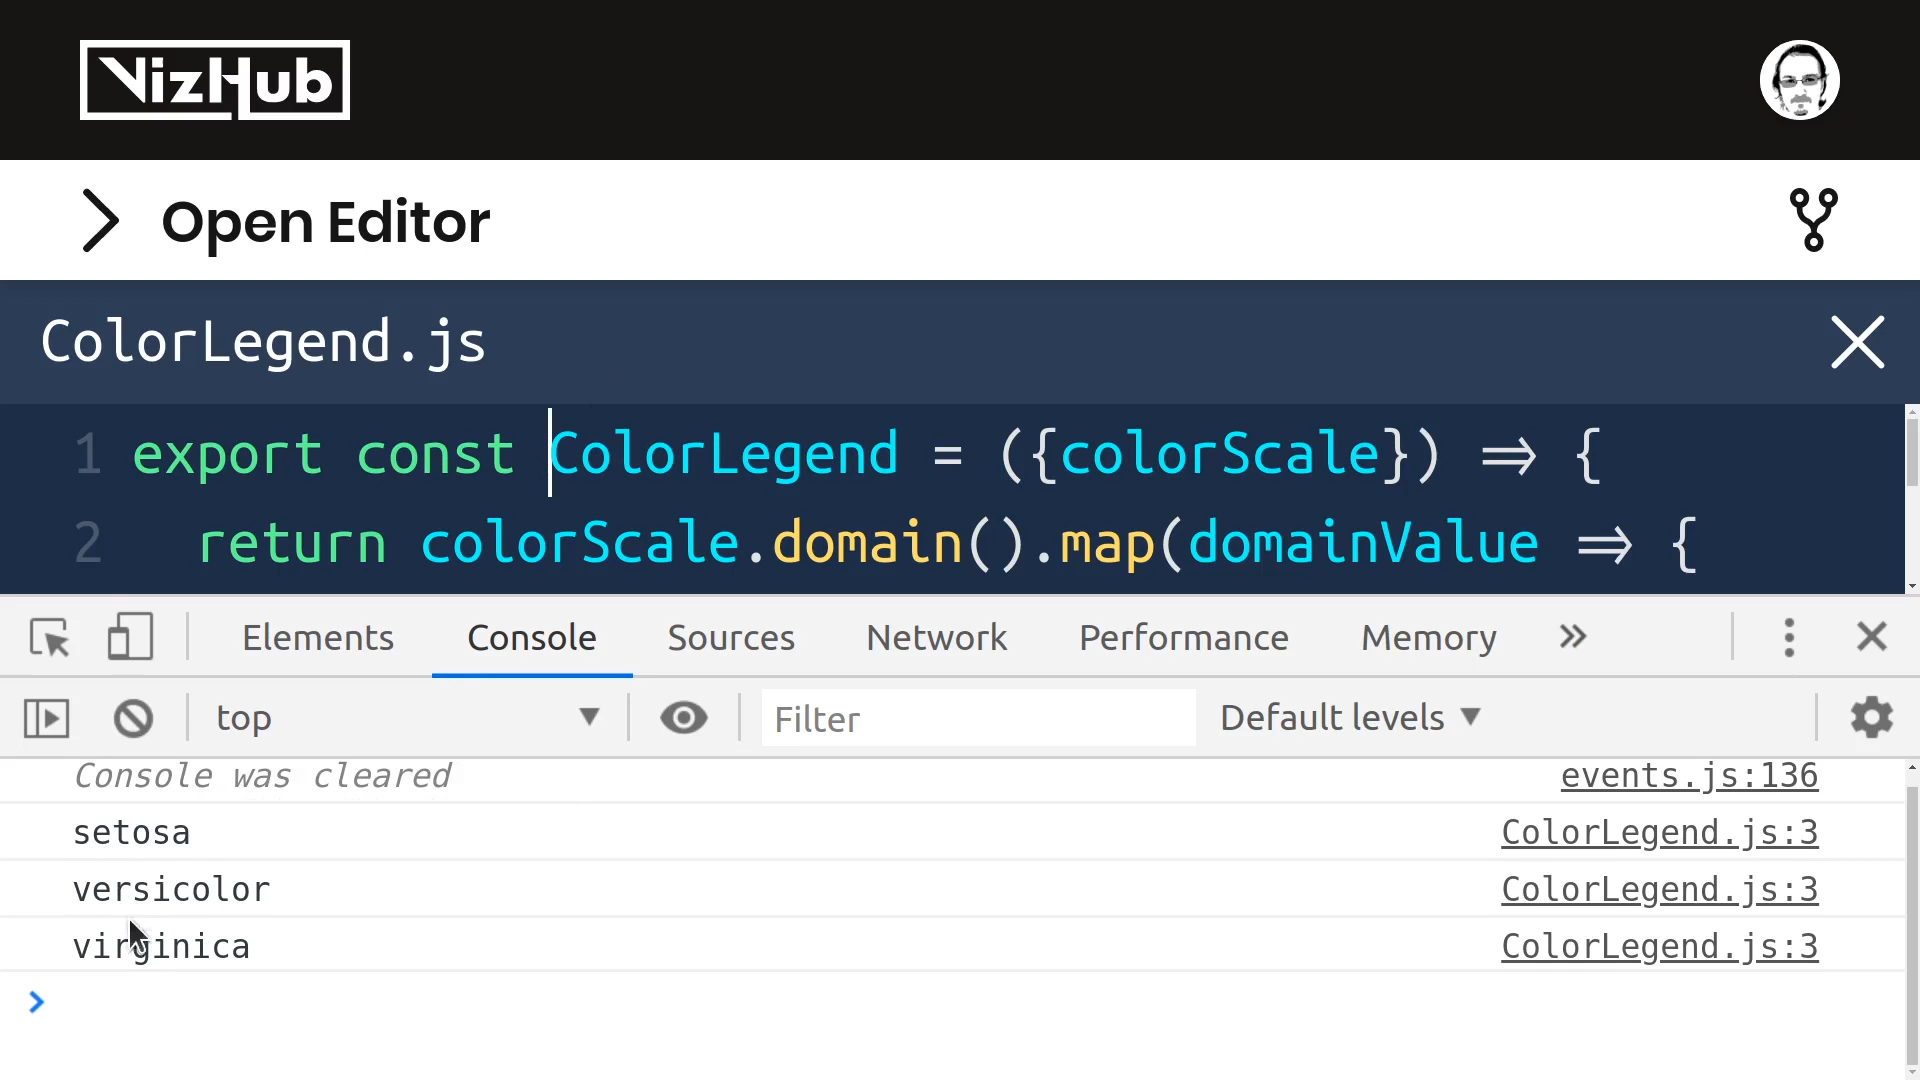 VizHub
Open Editor
ColorLegend.js
1 export const ColorLegend = ({colorScale}) => {
2 return colorScale.domain().map(domainValue => {
Elements Console Sources Network Performance Memory »
top ▼ Filter Default levels ▼
Console was cleared events.js:136
setosa ColorLegend.js:3
versicolor ColorLegend.js:3
virginica ColorLegend.js:3